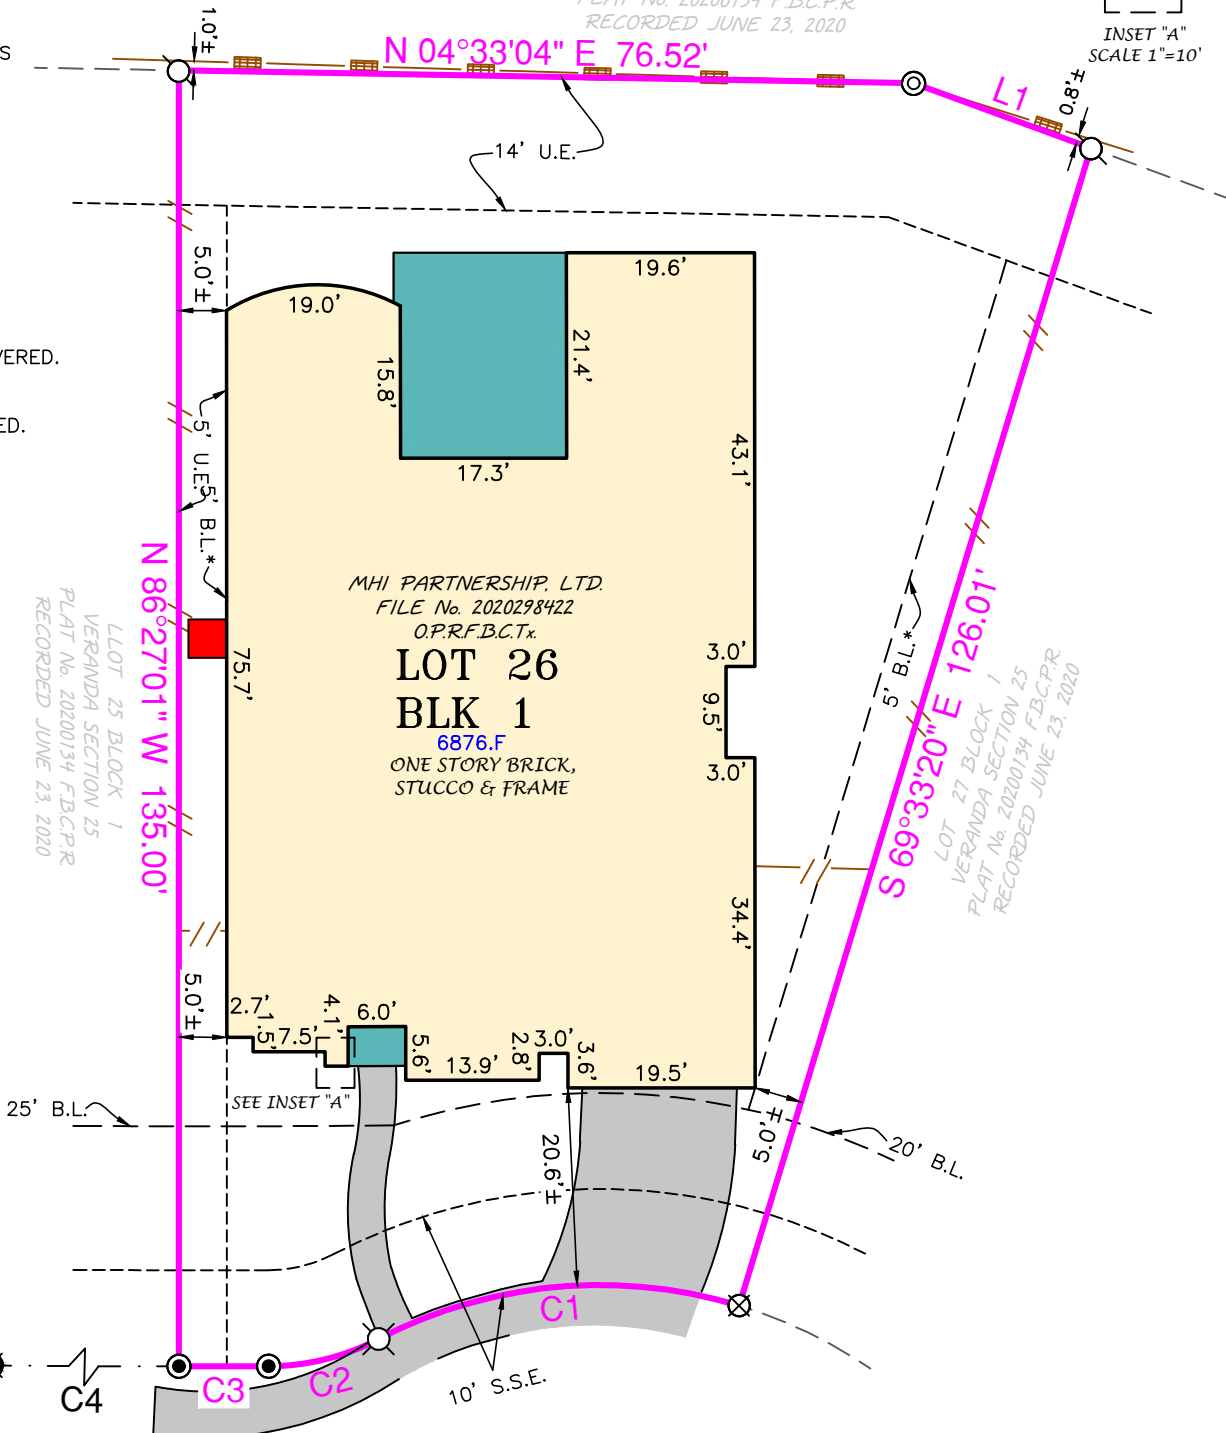 PLAT No. 20200134 F.B.C.P.R.
RECORDED JUNE 23, 2020
INSET "A"
SCALE 1"=10'
S
1.0'±
N 04°33'04" E 76.52'
L1
0.8'±
14' U.E.
5.0'±
19.0'
19.6'
15.8'
21.4'
17.3'
43.1'
VERED.
ED.
5' U.E.
5' B.L.*
N 86°27'01" W 135.00'
LLOT 25 BLOCK 1
VERANDA SECTION 25
PLAT No. 20200134 F.B.C.P.R
RECORDED JUNE 23, 2020
75.7'
MHI PARTNERSHIP, LTD.
FILE No. 2020298422
O.P.R.F.B.C.Tx.
LOT 26
BLK 1
6876.F
ONE STORY BRICK,
STUCCO & FRAME
3.0'
9.5'
3.0'
5' B.L.*
S 69°33'20" E 126.01'
LOT 27 BLOCK 1
VERANDA SECTION 25
PLAT No. 20200134 F.B.C.P.R.
RECORDED JUNE 23, 2020
34.4'
5.0'±
2.7'
1.5'
7.5'
4.1'
6.0'
5.6'
13.9'
2.8'
3.0'
3.6'
19.5'
SEE INSET "A"
25' B.L.
20.6'±
5.0'±
20' B.L.
C1
C2
C3
C4
10' S.S.E.